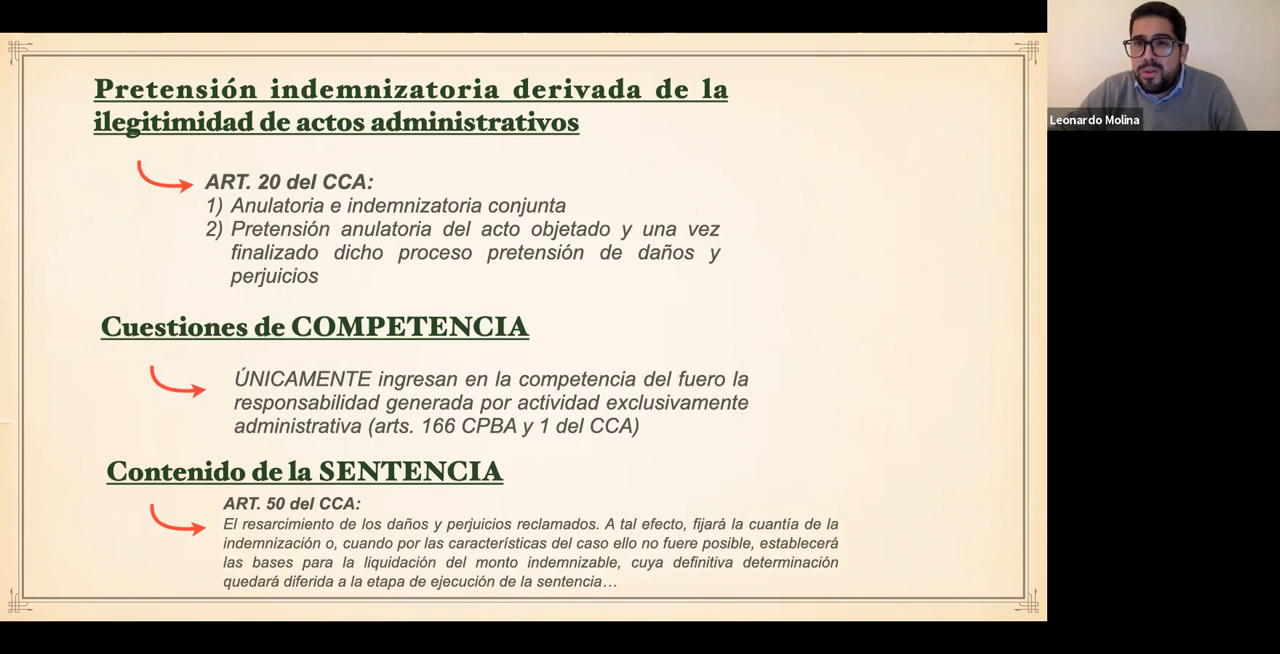 Pretensión indemnizatoria derivada de la
ilegitimidad de actos administrativos
ART. 20 del CCA:
1) Anulatoria e indemnizatoria conjunta
2) Pretensión anulatoria del acto objetado y una vez
finalizado dicho proceso pretensión de daños y
perjuicios
Cuestiones de COMPETENCIA
ÚNICAMENTE ingresan en la competencia del fuero la
responsabilidad generada por actividad exclusivamente
administrativa (arts. 166 CPBA y 1 del CCA)
Contenido de la SENTENCIA
ART. 50 del CCA:
El resarcimiento de los daños y perjuicios reclamados. A tal efecto, fijará la cuantía de la
indemnización o, cuando por las características del caso ello no fuere posible, establecerá
las bases para la liquidación del monto indemnizable, cuya definitiva determinación
quedará diferida a la etapa de ejecución de la sentencia…
Leonardo Molina